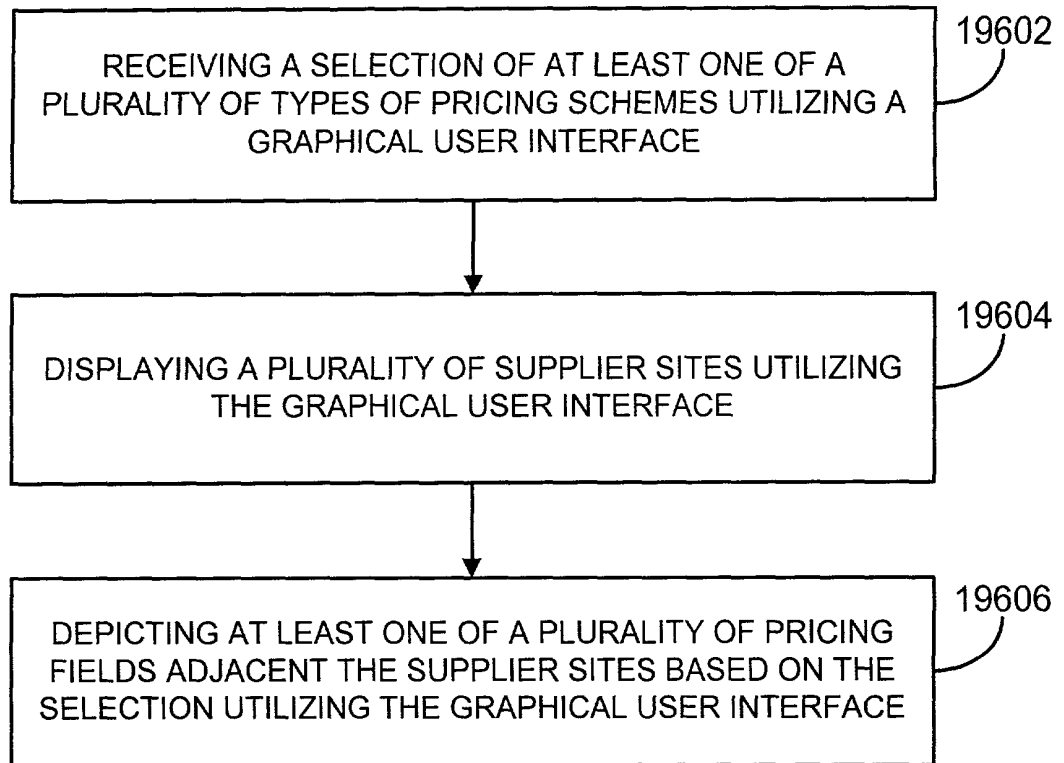 19602
RECEIVING A SELECTION OF AT LEAST ONE OF A
PLURALITY OF TYPES OF PRICING SCHEMES UTILIZING A
GRAPHICAL USER INTERFACE
19604
DISPLAYING A PLURALITY OF SUPPLIER SITES UTILIZING
THE GRAPHICAL USER INTERFACE
19606
DEPICTING AT LEAST ONE OF A PLURALITY OF PRICING
FIELDS ADJACENT THE SUPPLIER SITES BASED ON THE
SELECTION UTILIZING THE GRAPHICAL USER INTERFACE